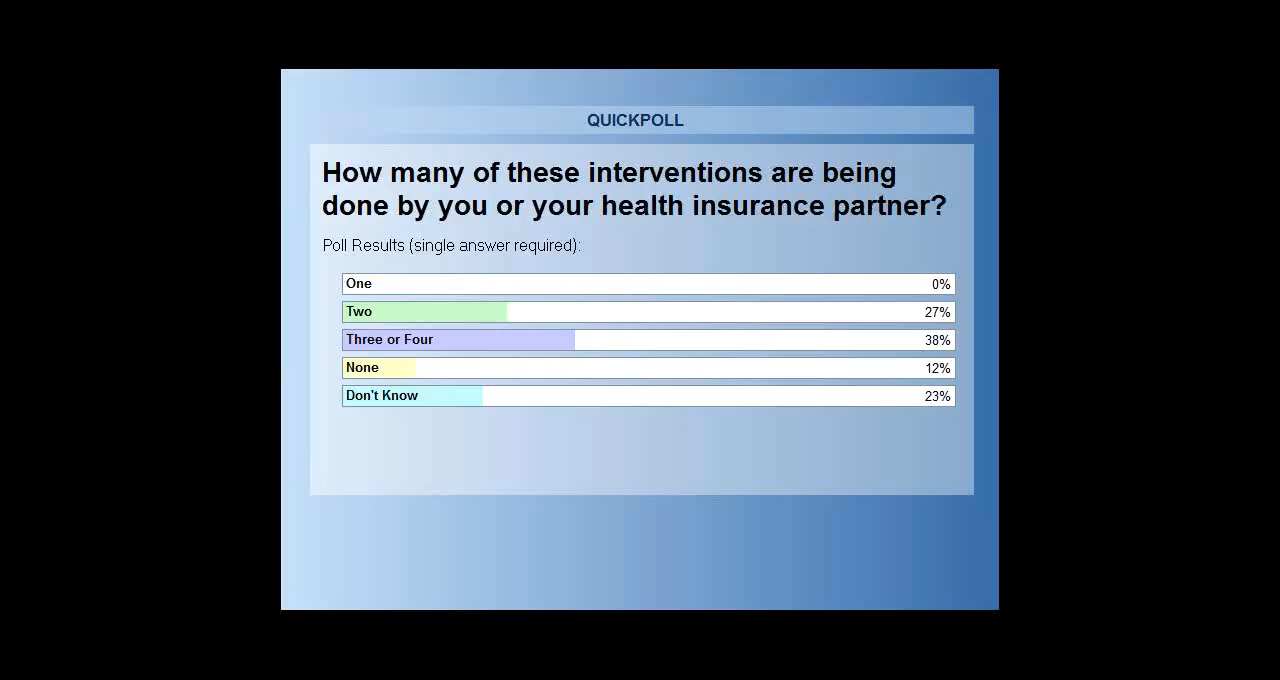 QUICKPOLL
How many of these interventions are being
done by you or your health insurance partner?
Poll Results (single answer required):
One 0%
Two 27%
Three or Four 38%
None 12%
Don't Know 23%